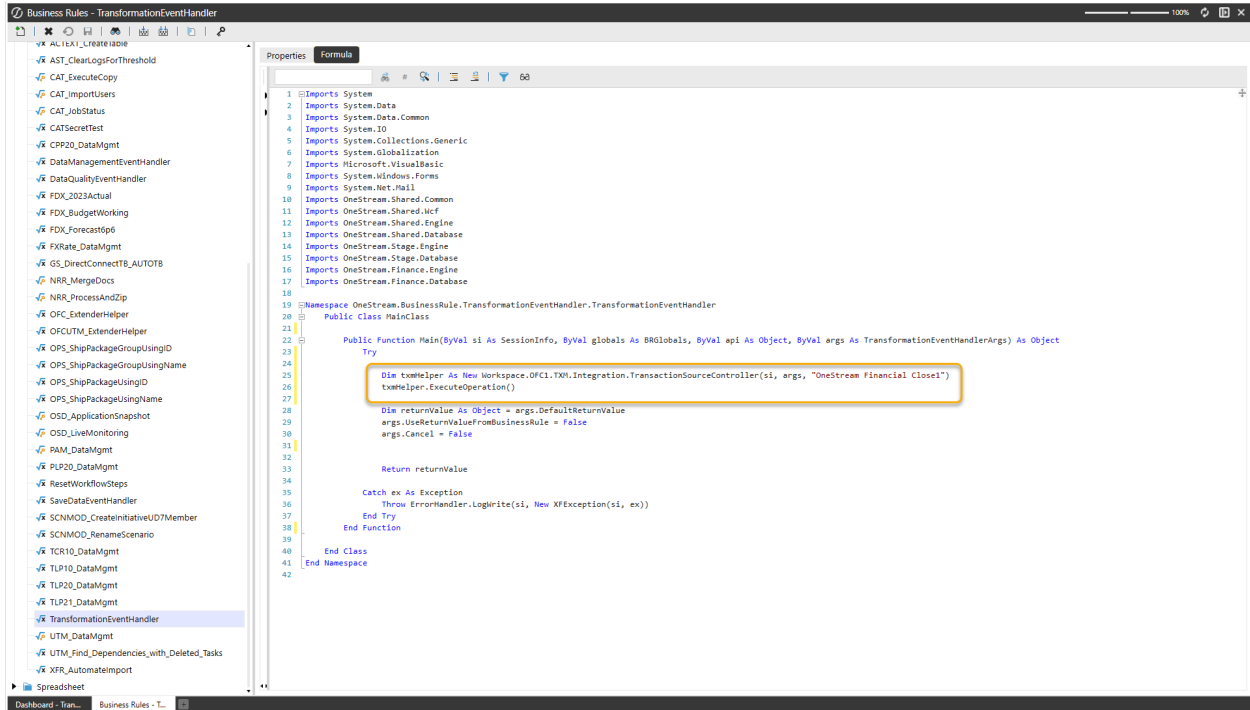 Business Rules - TransformationEventHandler
100%
ACTEXT_CreateTable
AST_ClearLogsForThreshold
CAT_ExecuteCopy
CAT_ImportUsers
CAT_JobStatus
CATSecretTest
CPP20_DataMgmt
DataManagementEventHandler
DataQualityEventHandler
FDX_2023Actual
FDX_BudgetWorking
FDX_Forecast6p6
FXRate_DataMgmt
GS_DirectConnectTB_AUTOTB
NRR_MergeDocs
NRR_ProcessAndZip
OFC_ExtenderHelper
OFCUTM_ExtenderHelper
OPS_ShipPackageGroupUsingID
OPS_ShipPackageGroupUsingName
OPS_ShipPackageUsingID
OPS_ShipPackageUsingName
OSD_ApplicationSnapshot
OSD_LiveMonitoring
PAM_DataMgmt
PLP20_DataMgmt
ResetWorkflowSteps
SaveDataEventHandler
SCNMOD_CreateInitiativeUD7Member
SCNMOD_RenameScenario
TCR10_DataMgmt
TLP10_DataMgmt
TLP20_DataMgmt
TLP21_DataMgmt
TransformationEventHandler
UTM_DataMgmt
UTM_Find_Dependencies_with_Deleted_Tasks
XFR_AutomateImport
Spreadsheet
Properties Formula
1 Imports System
2 Imports System.Data
3 Imports System.Data.Common
4 Imports System.IO
5 Imports System.Collections.Generic
6 Imports System.Globalization
7 Imports Microsoft.VisualBasic
8 Imports System.Windows.Forms
9 Imports System.Net.Mail
10 Imports OneStream.Shared.Common
11 Imports OneStream.Shared.Wcf
12 Imports OneStream.Shared.Engine
13 Imports OneStream.Shared.Database
14 Imports OneStream.Stage.Engine
15 Imports OneStream.Stage.Database
16 Imports OneStream.Finance.Engine
17 Imports OneStream.Finance.Database
18
19 Namespace OneStream.BusinessRule.TransformationEventHandler.TransformationEventHandler
20 Public Class MainClass
21
22 Public Function Main(ByVal si As SessionInfo, ByVal globals As BRGlobals, ByVal api As Object, ByVal args As TransformationEventHandlerArgs) As Object
23 Try
24
25 Dim txmHelper As New Workspace.OFC1.TXM.Integration.TransactionSourceController(si, args, "OneStream Financial Close1")
26 txmHelper.ExecuteOperation()
27
28 Dim returnValue As Object = args.DefaultReturnValue
29 args.UseReturnValueFromBusinessRule = False
30 args.Cancel = False
31
32
33 Return returnValue
34
35 Catch ex As Exception
36 Throw ErrorHandler.LogWrite(si, New XFException(si, ex))
37 End Try
38 End Function
39
40 End Class
41 End Namespace
42
Dashboard - Tran... Business Rules - T...